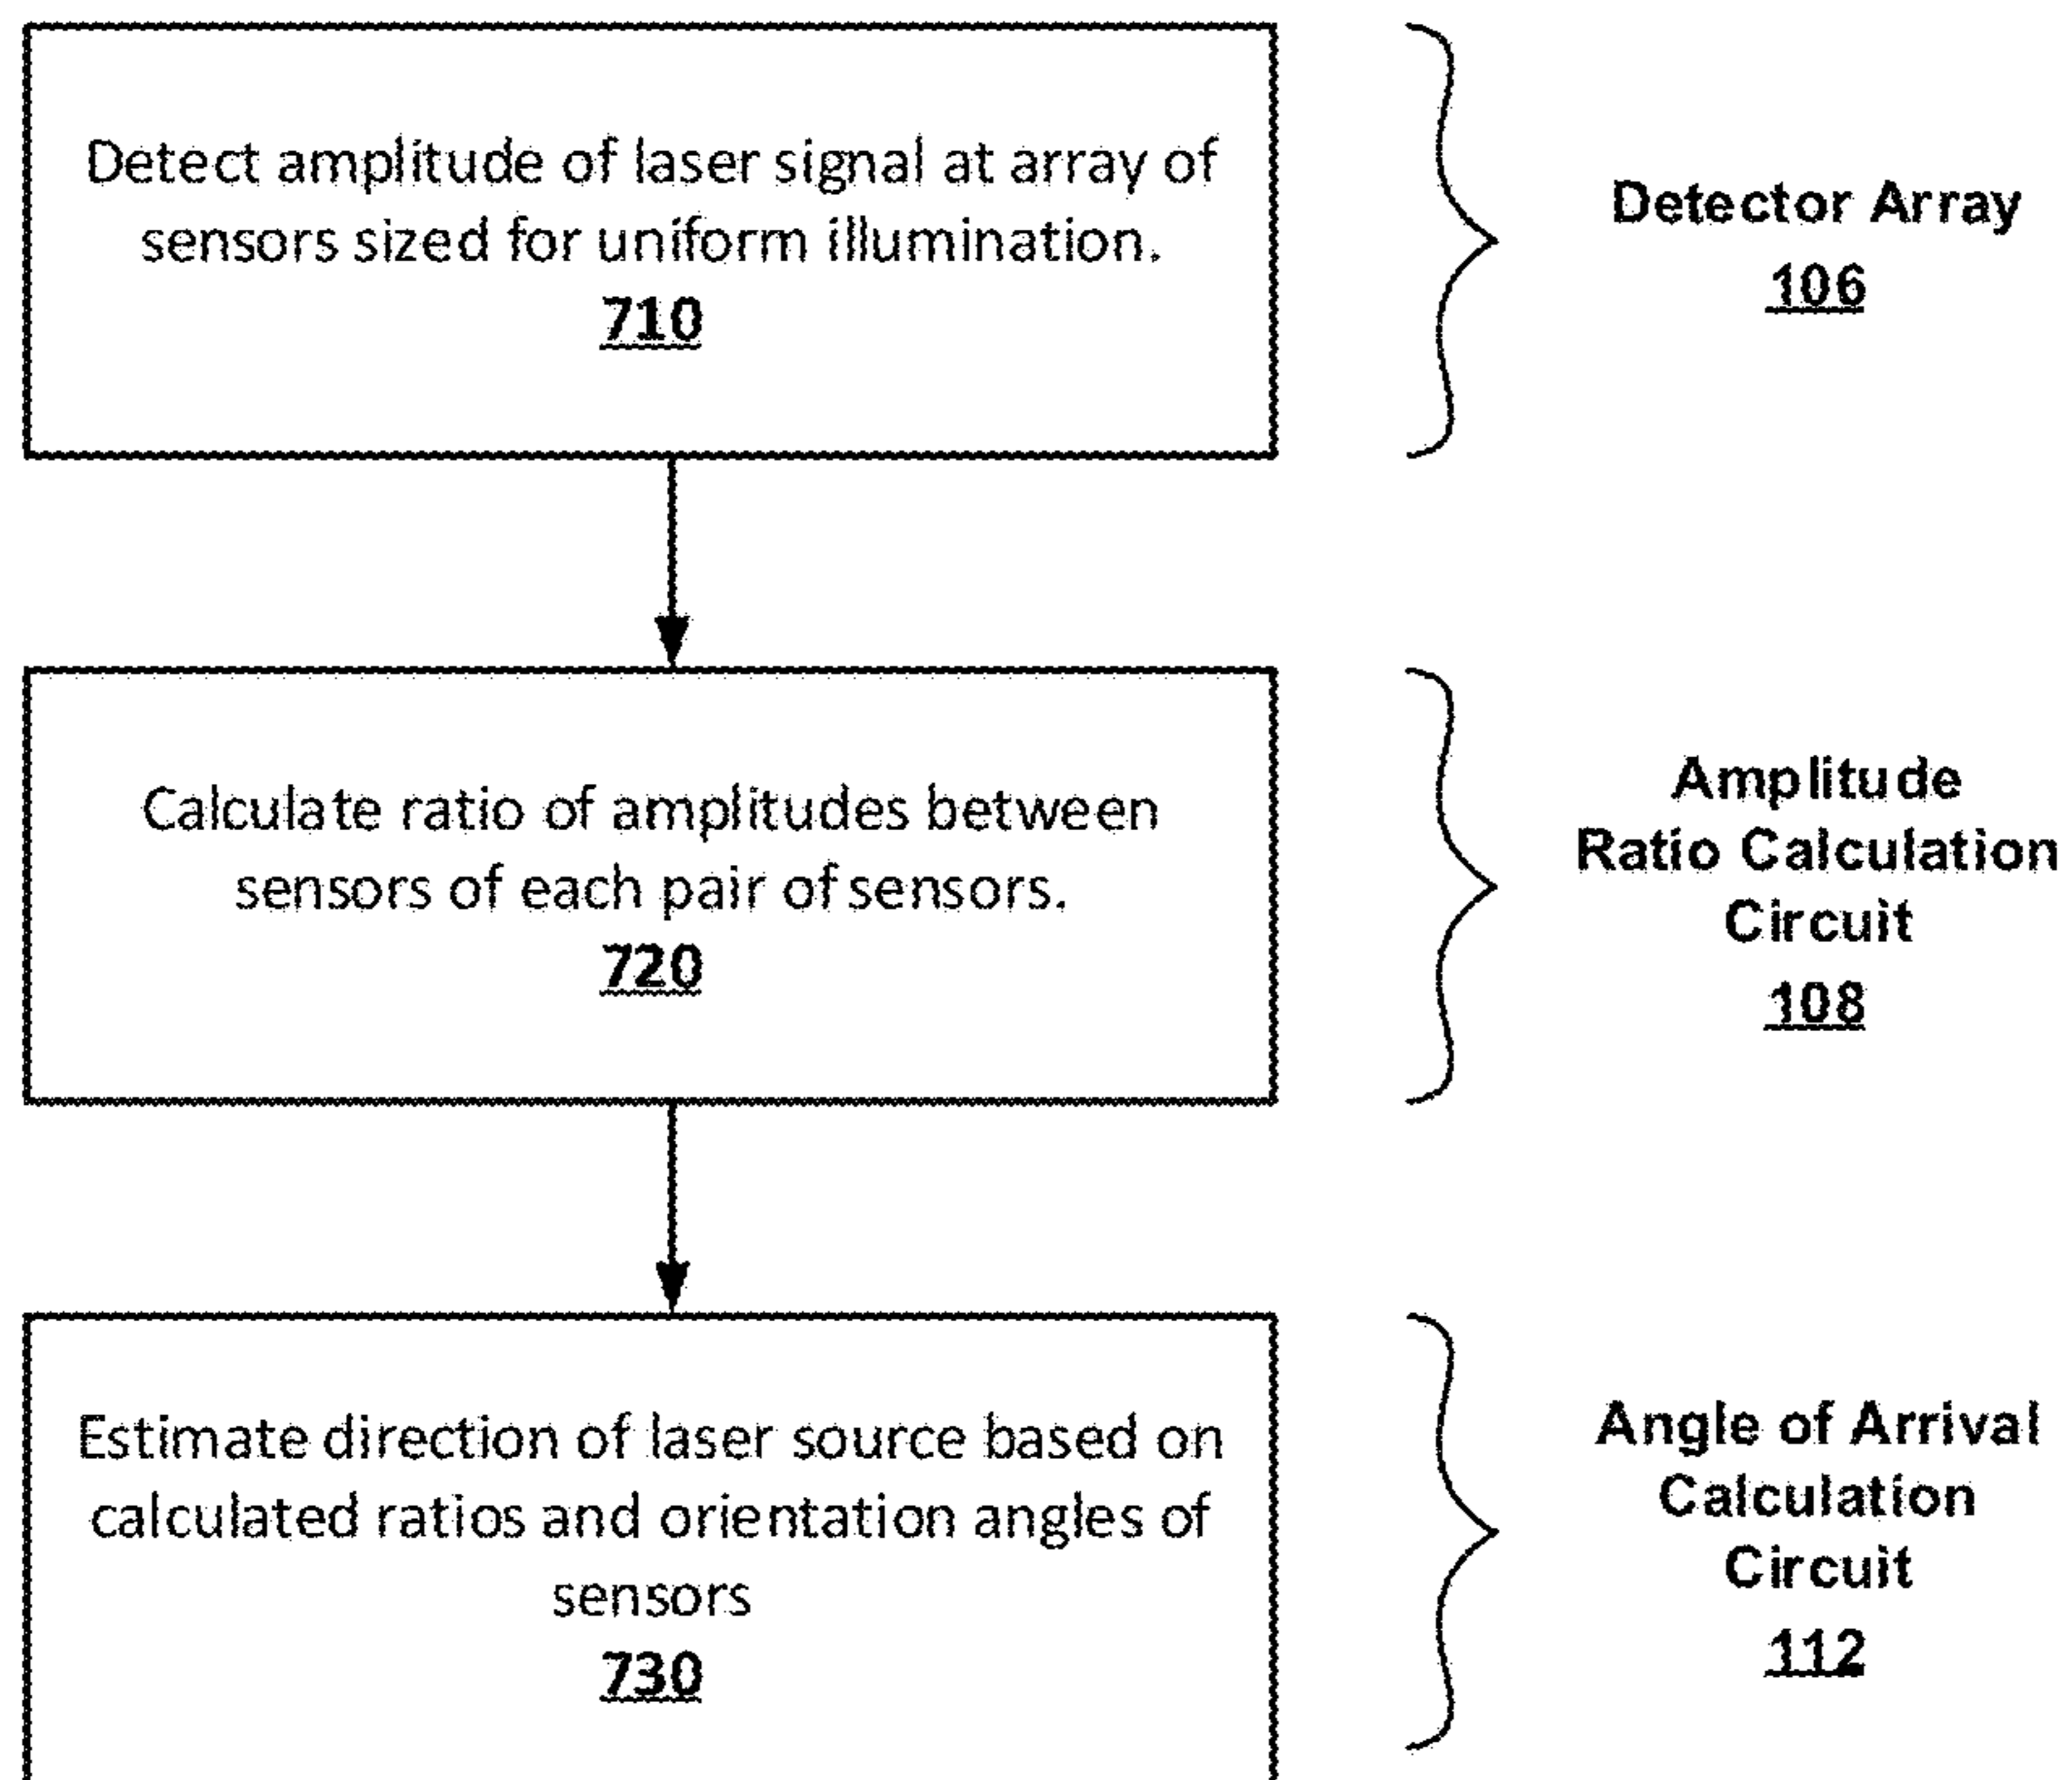 Detect amplitude of laser signal at array of
sensors sized for uniform illumination.
710
Detector Array
106
Calculate ratio of amplitudes between
sensors of each pair of sensors.
720
Amplitude
Ratio Calculation
Circuit
108
Estimate direction of laser source based on
calculated ratios and orientation angles of
sensors
730
Angle of Arrival
Calculation
Circuit
112